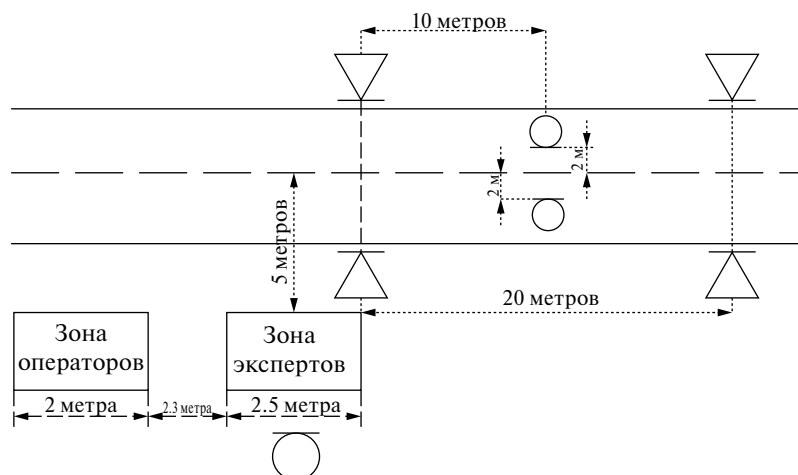 10 метров
2 м
2 м
5 метров
20 метров
Зона
операторов
Зона
экспертов
2 метра
2.3 метра
2.5 метра